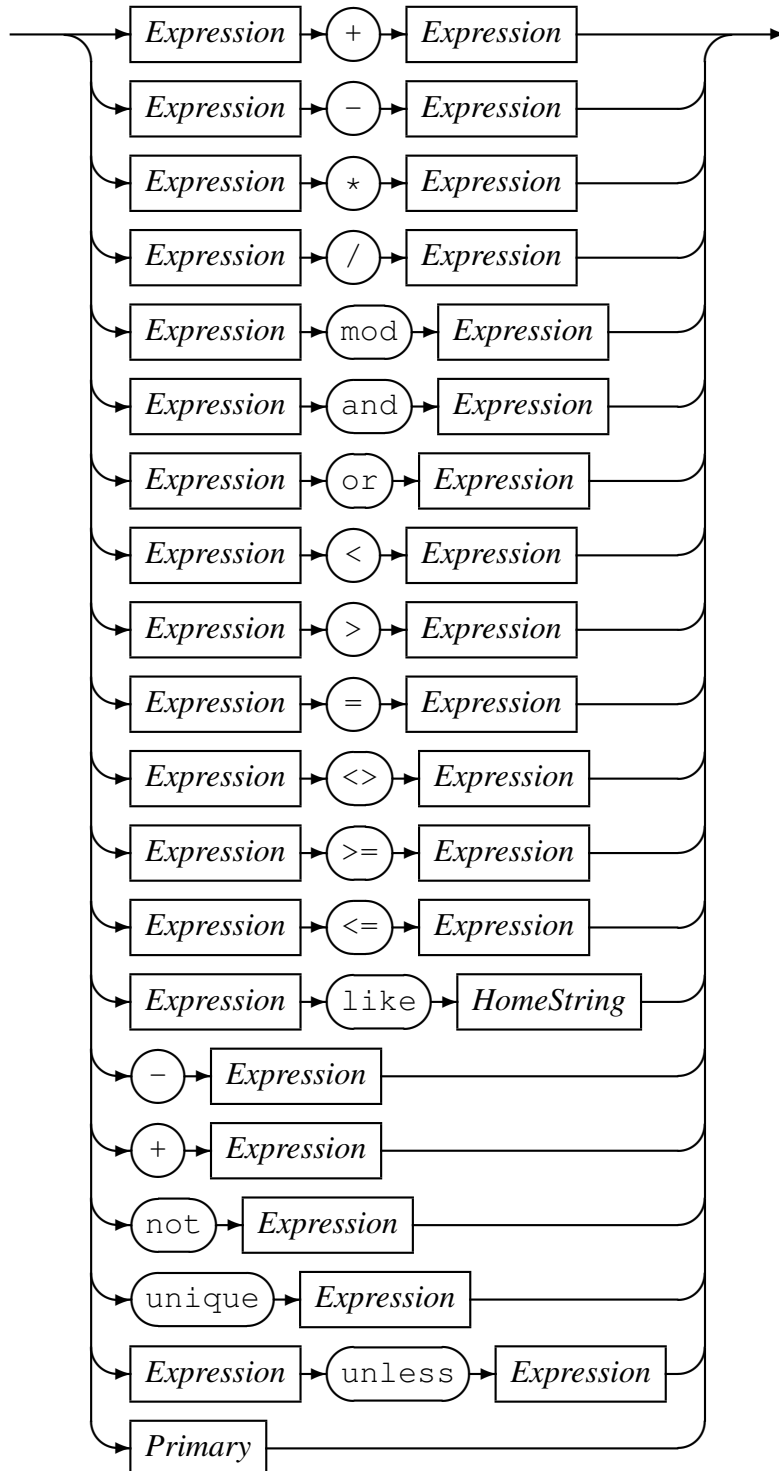 Expression + Expression
Expression - Expression
Expression * Expression
Expression / Expression
Expression mod Expression
Expression and Expression
Expression or Expression
Expression < Expression
Expression > Expression
Expression = Expression
Expression <> Expression
Expression >= Expression
Expression <= Expression
Expression like HomeString
- Expression
+ Expression
not Expression
unique Expression
Expression unless Expression
Primary